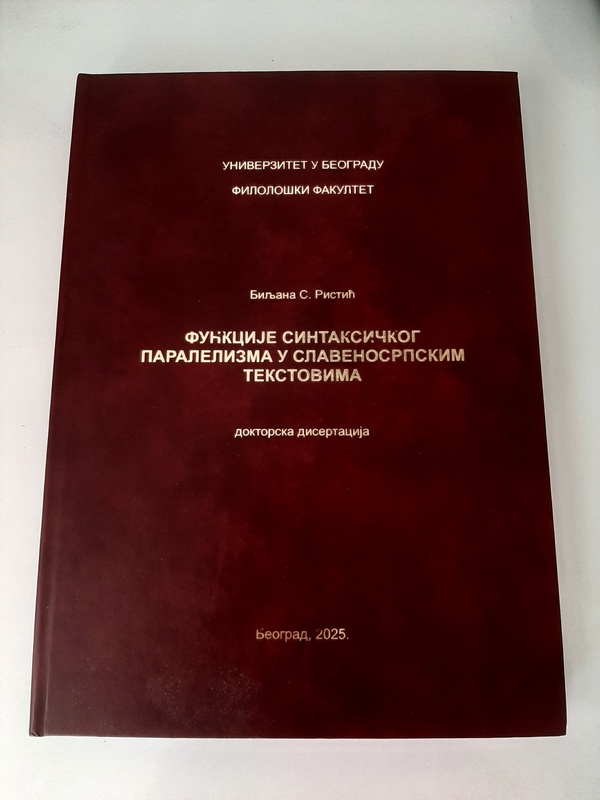 УНИВЕРЗИТЕТ У БЕОГРАДУ
ФИЛОЛОШКИ ФАКУЛТЕТ
Биљана С. Ристић
ФУНКЦИЈЕ СИНТАКСИЧКОГ
ПАРАЛЕЛИЗМА У СЛАВЕНОСРПСКИМ
ТЕКСТОВИМА
докторска дисертација
Београд, 2025.